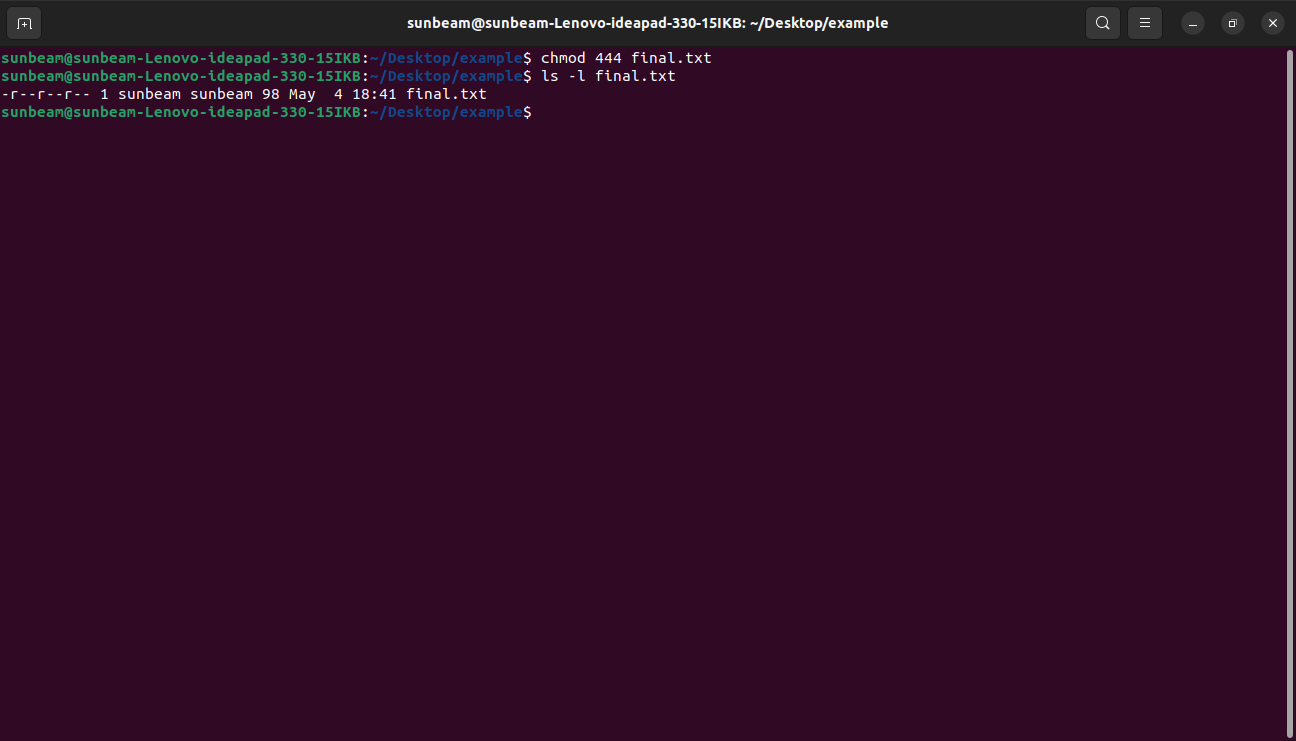 sunbeam@sunbeam-Lenovo-ideapad-330-15IKB: ~/Desktop/example
sunbeam@sunbeam-Lenovo-ideapad-330-15IKB:~/Desktop/example$ chmod 444 final.txt
sunbeam@sunbeam-Lenovo-ideapad-330-15IKB:~/Desktop/example$ ls -l final.txt
-r--r--r-- 1 sunbeam sunbeam 98 May  4 18:41 final.txt
sunbeam@sunbeam-Lenovo-ideapad-330-15IKB:~/Desktop/example$